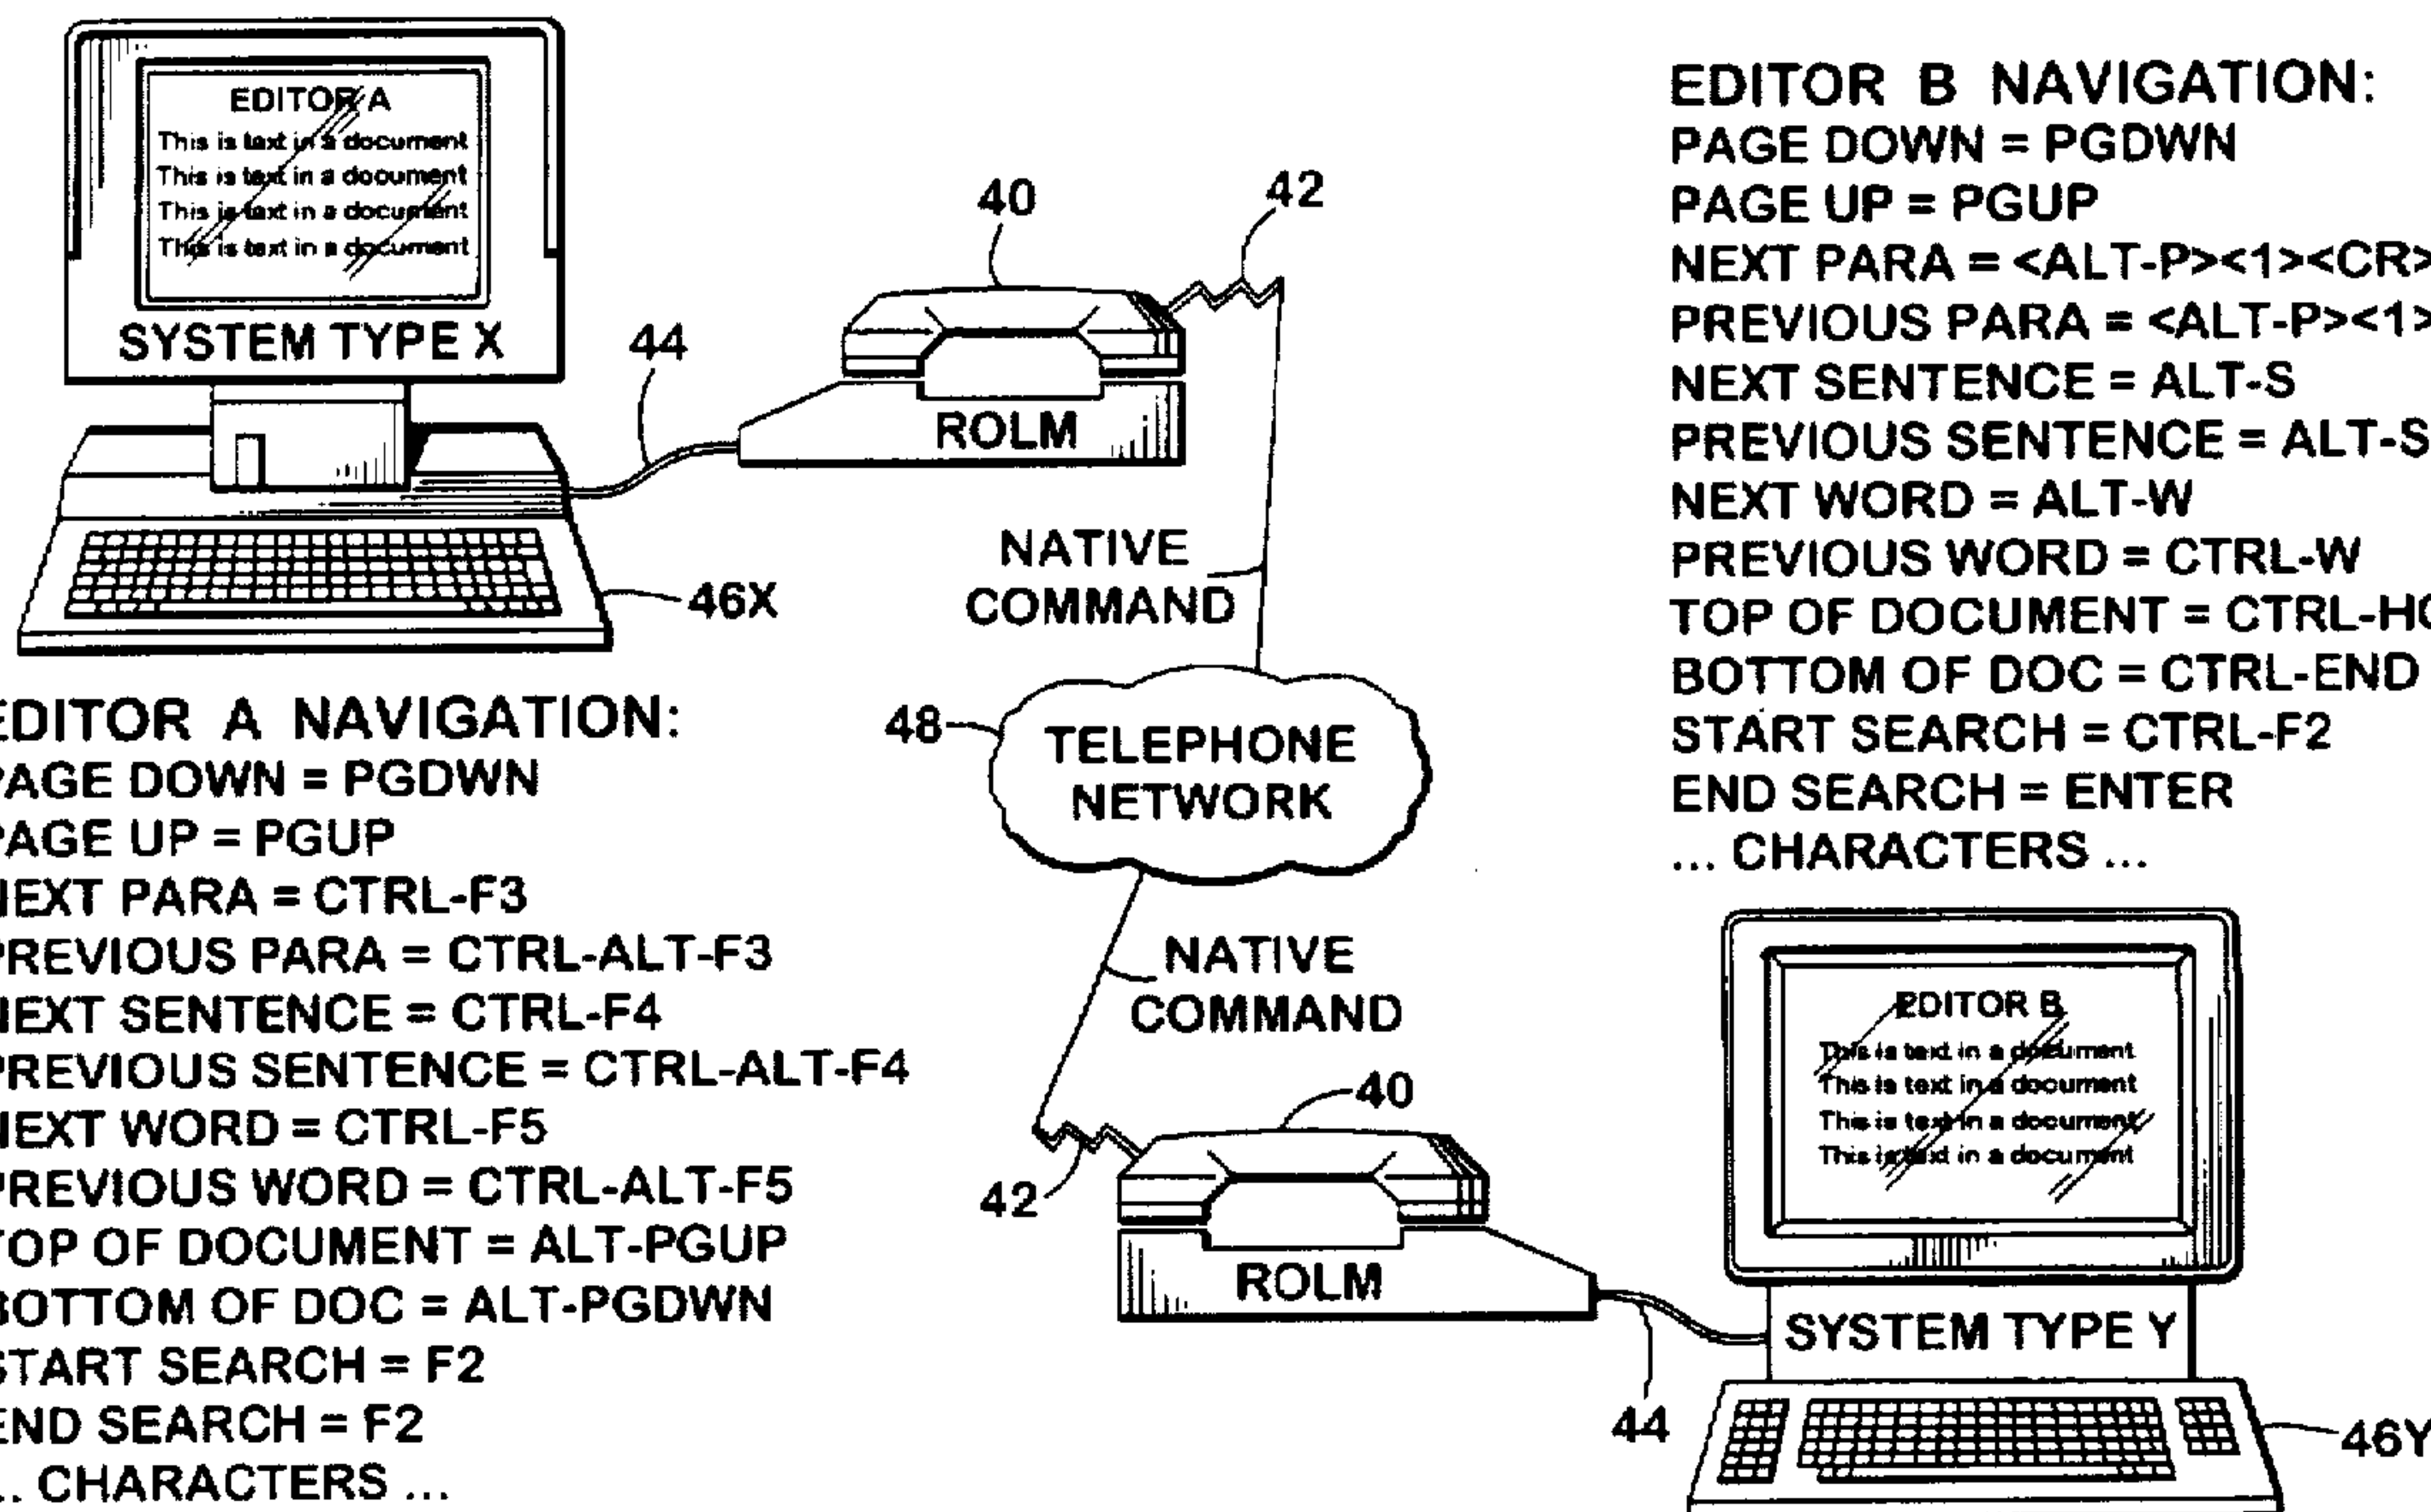 EDITOR A
This is text in a document
This is text in a document
This is text in a document
This is text in a document
SYSTEM TYPE X
44
40
42
ROLM
46X
NATIVE
COMMAND
48
TELEPHONE
NETWORK
NATIVE
COMMAND
40
42
ROLM
44
EDITOR B NAVIGATION:
PAGE DOWN = PGDWN
PAGE UP = PGUP
NEXT PARA = <ALT-P><1><CR>
PREVIOUS PARA = <ALT-P><1>
NEXT SENTENCE = ALT-S
PREVIOUS SENTENCE = ALT-S
NEXT WORD = ALT-W
PREVIOUS WORD = CTRL-W
TOP OF DOCUMENT = CTRL-HO
BOTTOM OF DOC = CTRL-END
START SEARCH = CTRL-F2
END SEARCH = ENTER
... CHARACTERS ...
EDITOR A NAVIGATION:
PAGE DOWN = PGDWN
PAGE UP = PGUP
NEXT PARA = CTRL-F3
PREVIOUS PARA = CTRL-ALT-F3
NEXT SENTENCE = CTRL-F4
PREVIOUS SENTENCE = CTRL-ALT-F4
NEXT WORD = CTRL-F5
PREVIOUS WORD = CTRL-ALT-F5
TOP OF DOCUMENT = ALT-PGUP
BOTTOM OF DOC = ALT-PGDWN
START SEARCH = F2
END SEARCH = F2
... CHARACTERS ...
EDITOR B
This is text in a document
This is text in a document
This is text in a document
This is text in a document
SYSTEM TYPE Y
46Y